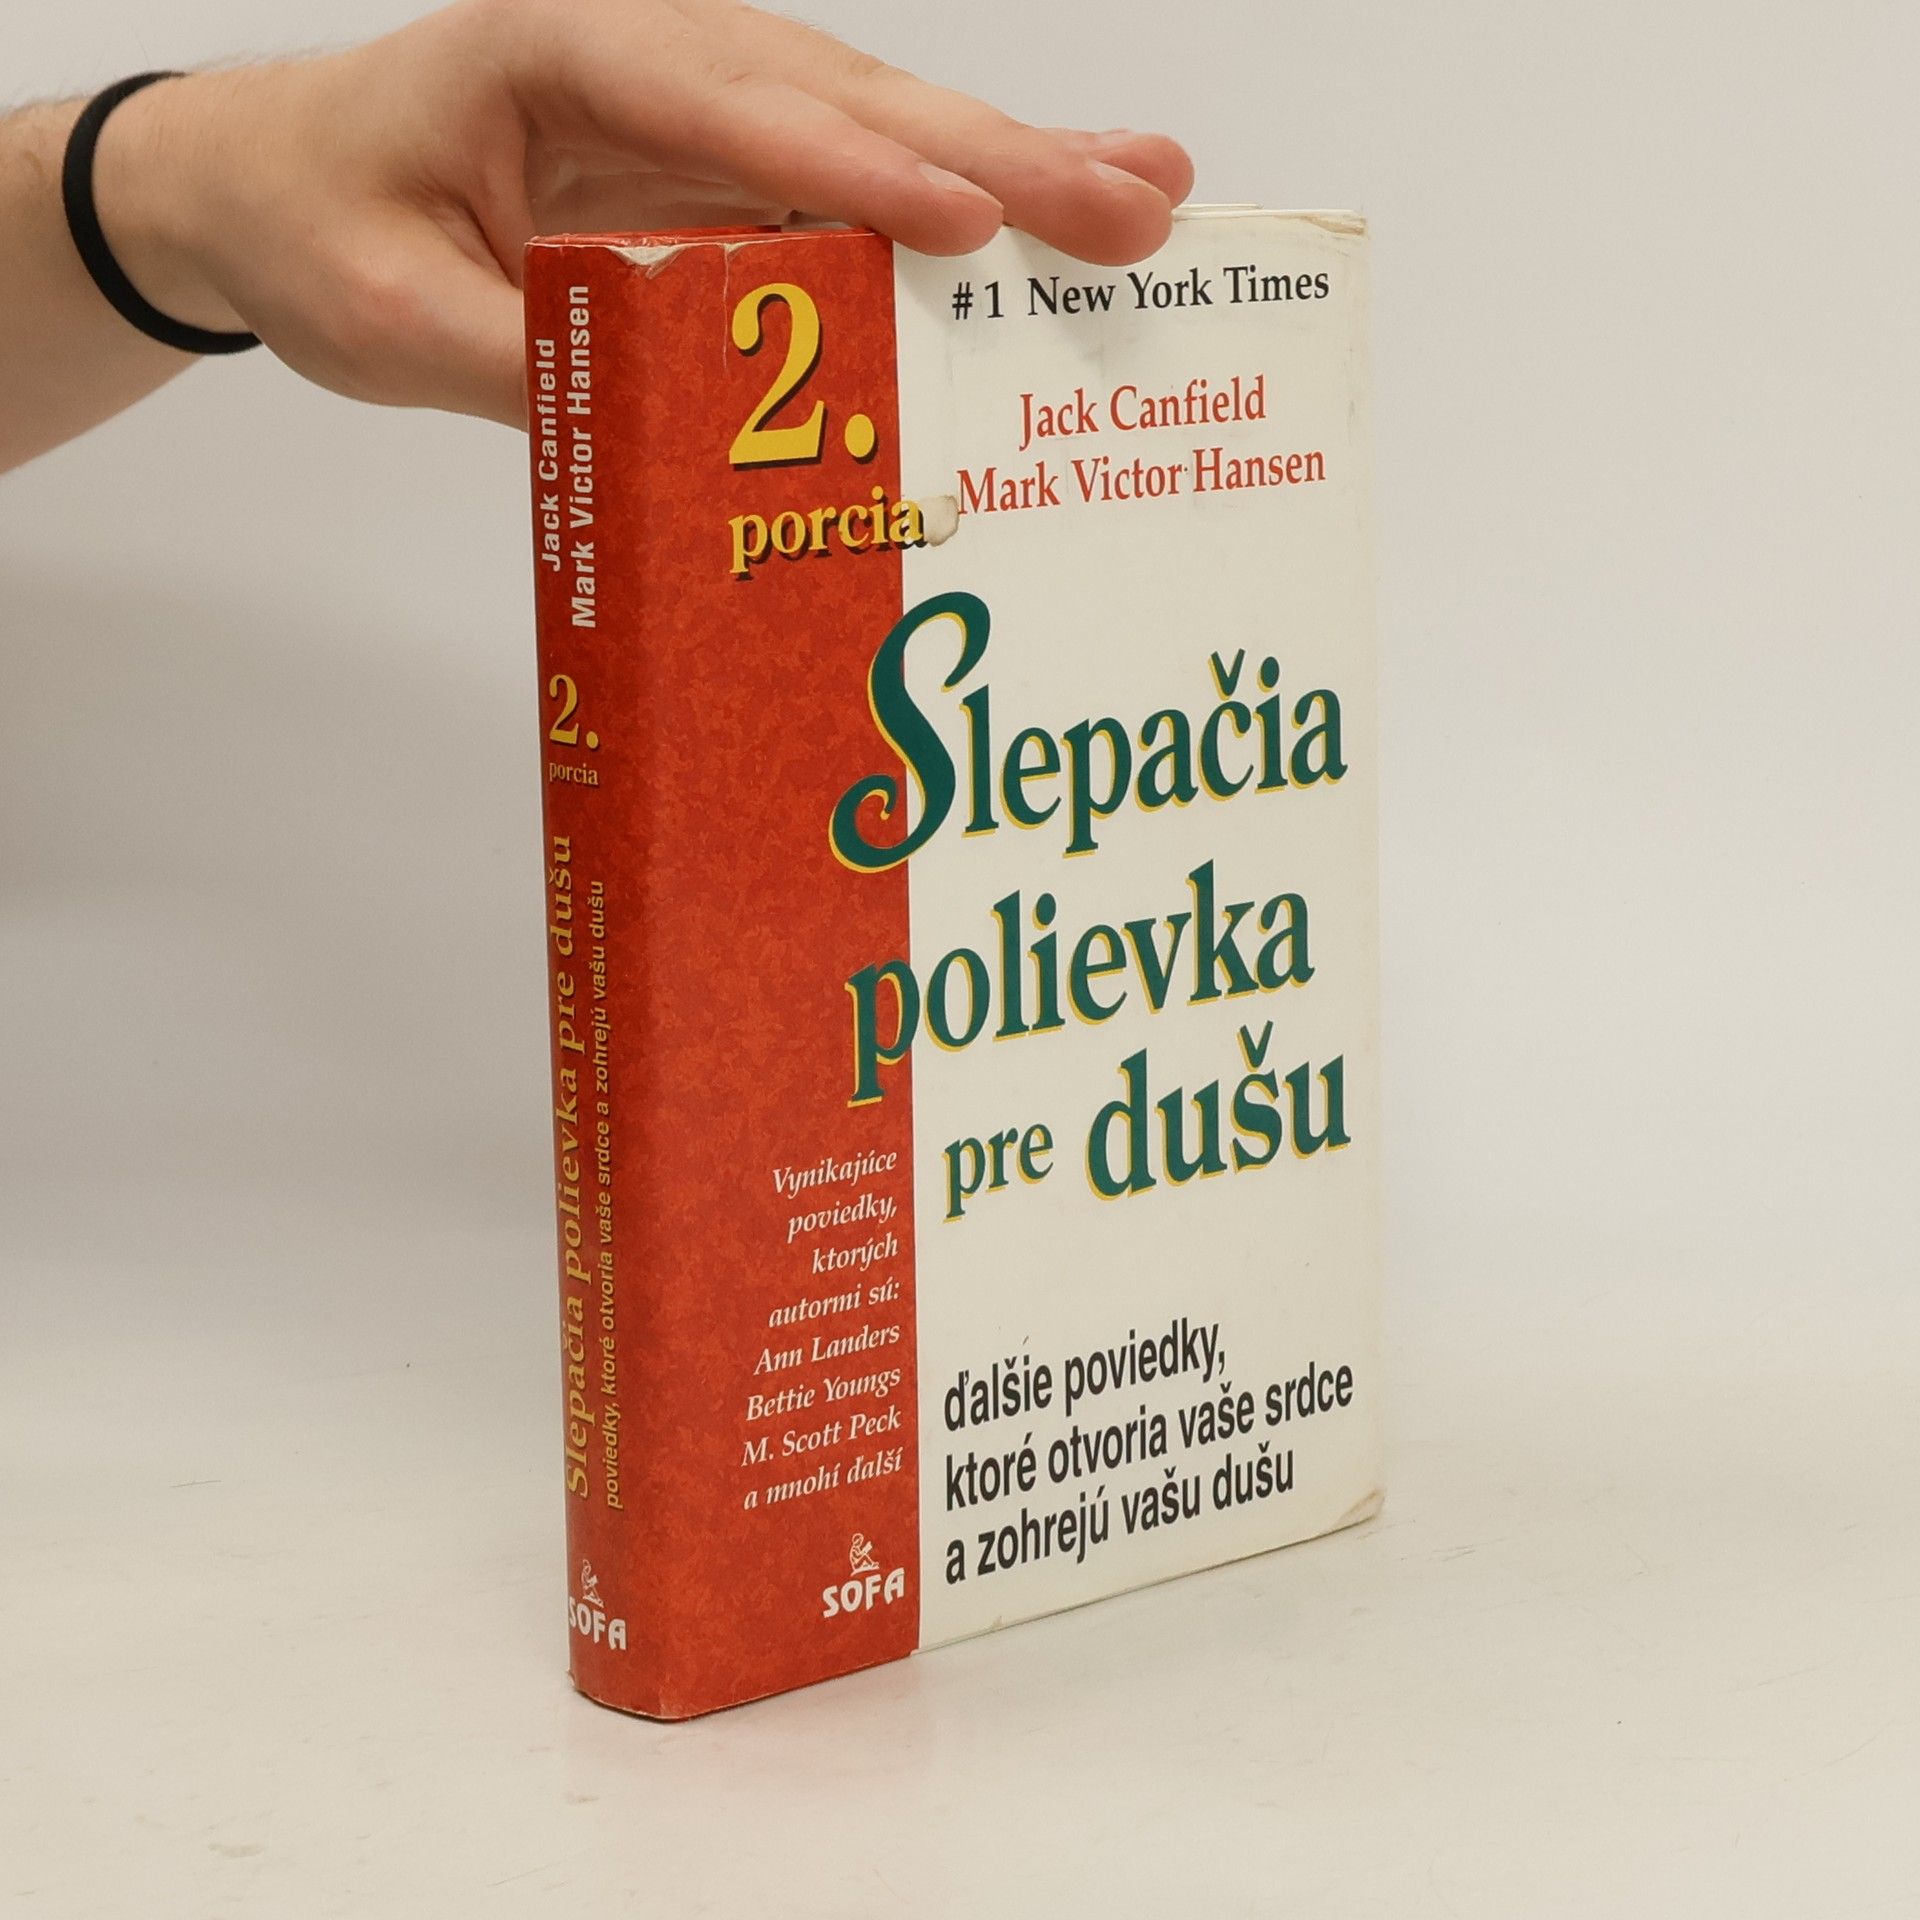 Jack Canfield
Mark Victor Hansen
2.
porcia
Slepačia polievka pre dušu
poviedky, ktoré otvoria vaše srdce a zohrejú vašu dušu
SOFA
2.
porcia
# 1 New York Times
Jack Canfield
Mark Victor Hansen
Slepačia
polievka
pre dušu
Vynikajúce
poviedky,
ktorých
autormi sú:
Ann Landers
Bettie Youngs
M. Scott Peck
a mnohí ďalší
SOFA
ďalšie poviedky,
ktoré otvoria vaše srdce
a zohrejú vašu dušu